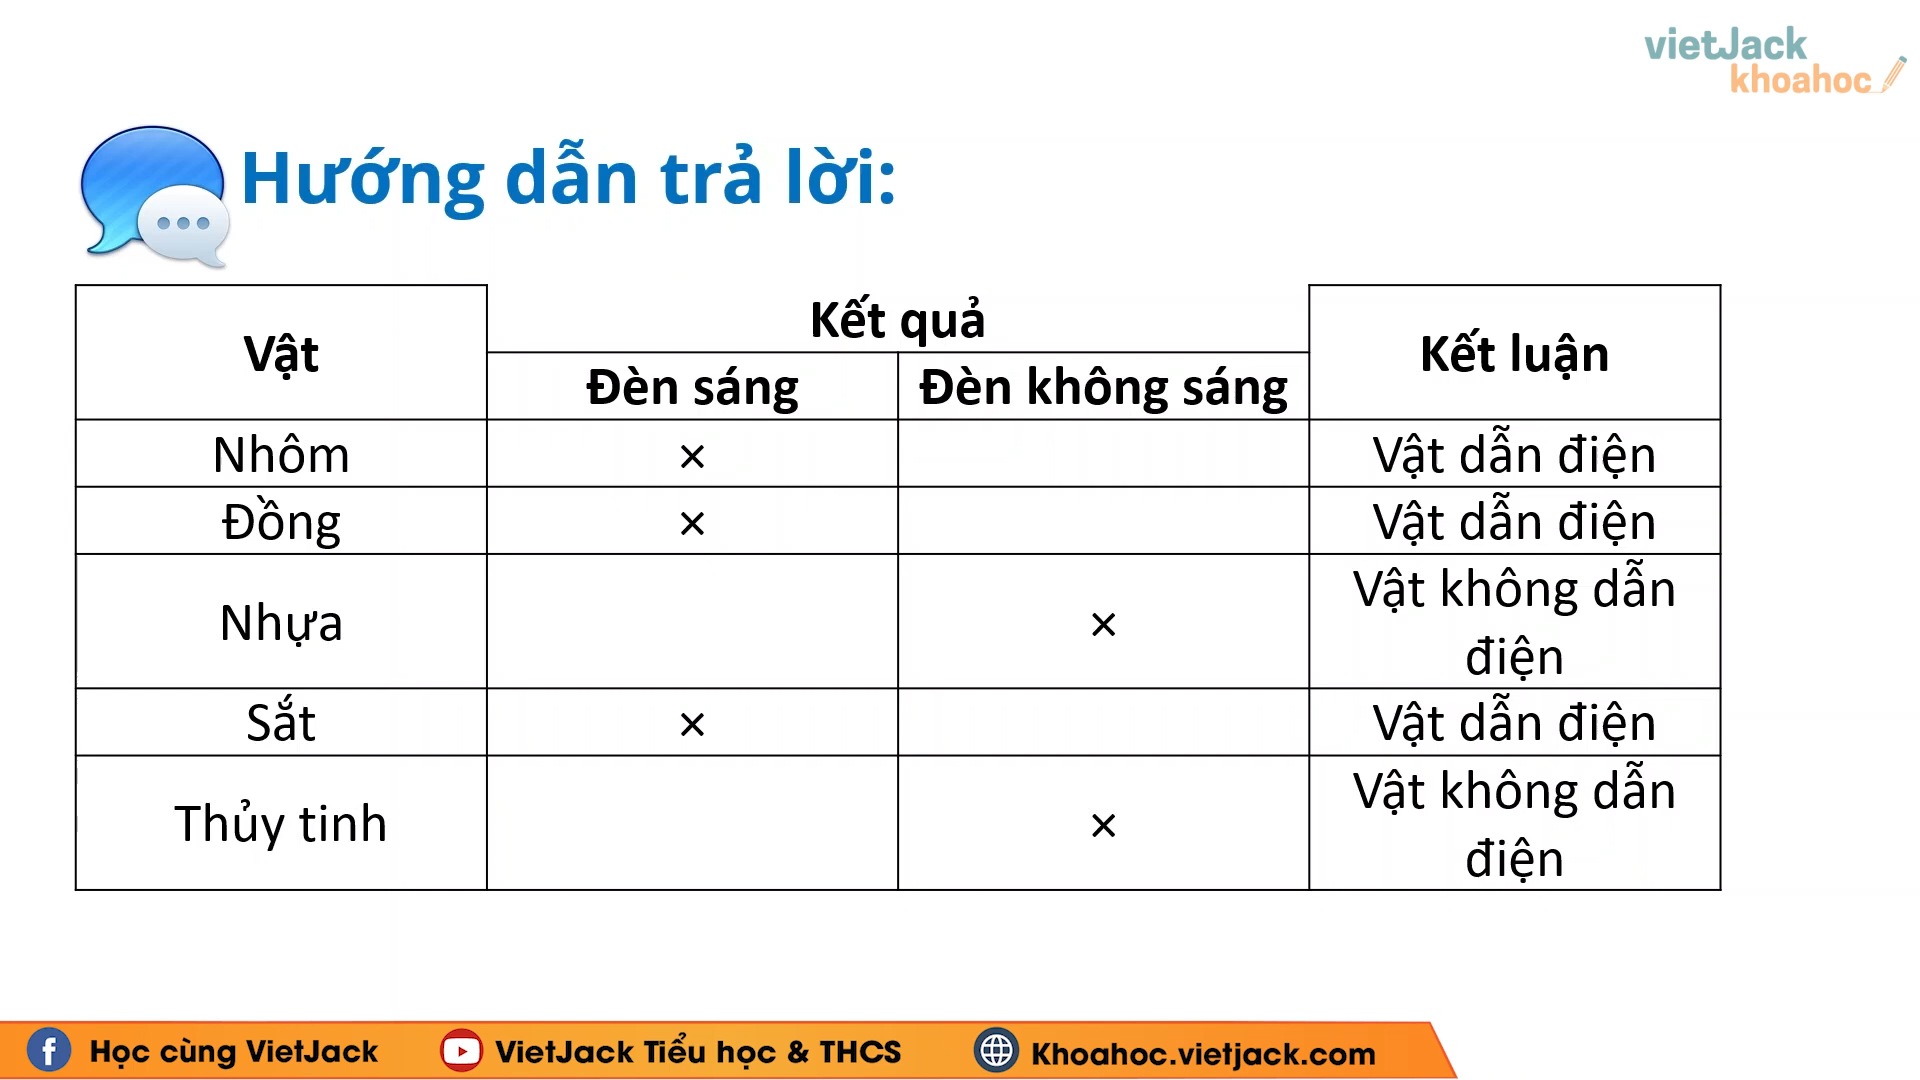 vietJack
khoahoc
Hướng dẫn trả lời:
Vật
Kết quả
Kết luận
Đèn sáng
Đèn không sáng
Nhôm
×
Vật dẫn điện
Đồng
×
Vật dẫn điện
Nhựa
×
Vật không dẫn
điện
Sắt
×
Vật dẫn điện
Thủy tinh
×
Vật không dẫn
điện
Học cùng VietJack
VietJack Tiểu học & THCS
Khoahoc.vietjack.com